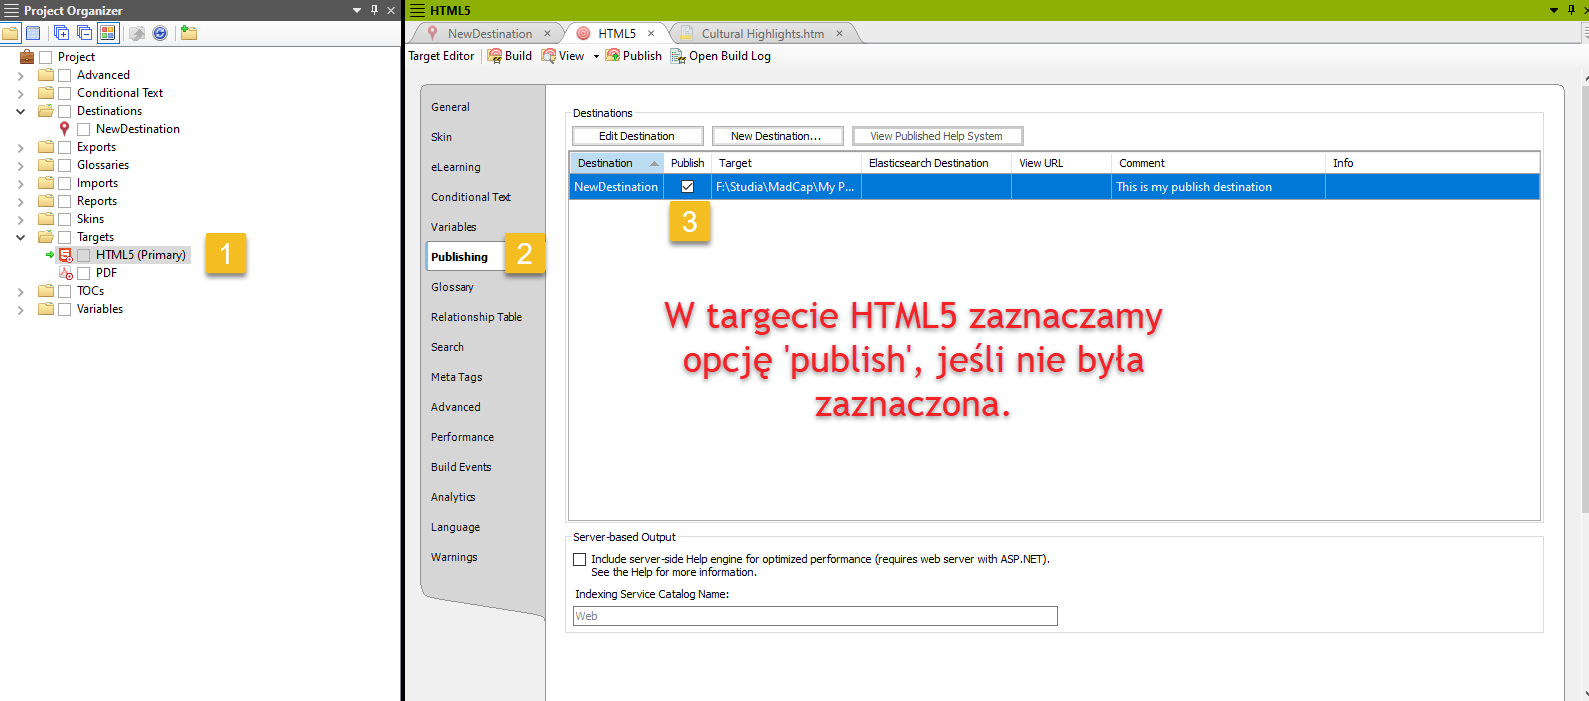 Project Organizer
HTML5
NewDestination
HTML5
Cultural Highlights.htm
Target Editor
Build
View
Publish
Open Build Log
Project
Advanced
Conditional Text
Destinations
NewDestination
Exports
Glossaries
Imports
Reports
Skins
Targets
HTML5 (Primary)
PDF
TOCs
Variables
1
General
Skin
eLearning
Conditional Text
Variables
Publishing
Glossary
Relationship Table
Search
Meta Tags
Advanced
Performance
Build Events
Analytics
Language
Warnings
2
Destinations
Edit Destination
New Destination...
View Published Help System
Destination Publish Target Elasticsearch Destination View URL Comment Info
NewDestination F:\Studia\MadCap\My P... This is my publish destination
3
W targecie HTML5 zaznaczamy
opcję 'publish', jeśli nie była
zaznaczona.
Server-based Output
Include server-side Help engine for optimized performance (requires web server with ASP.NET).
See the Help for more information.
Indexing Service Catalog Name:
Web